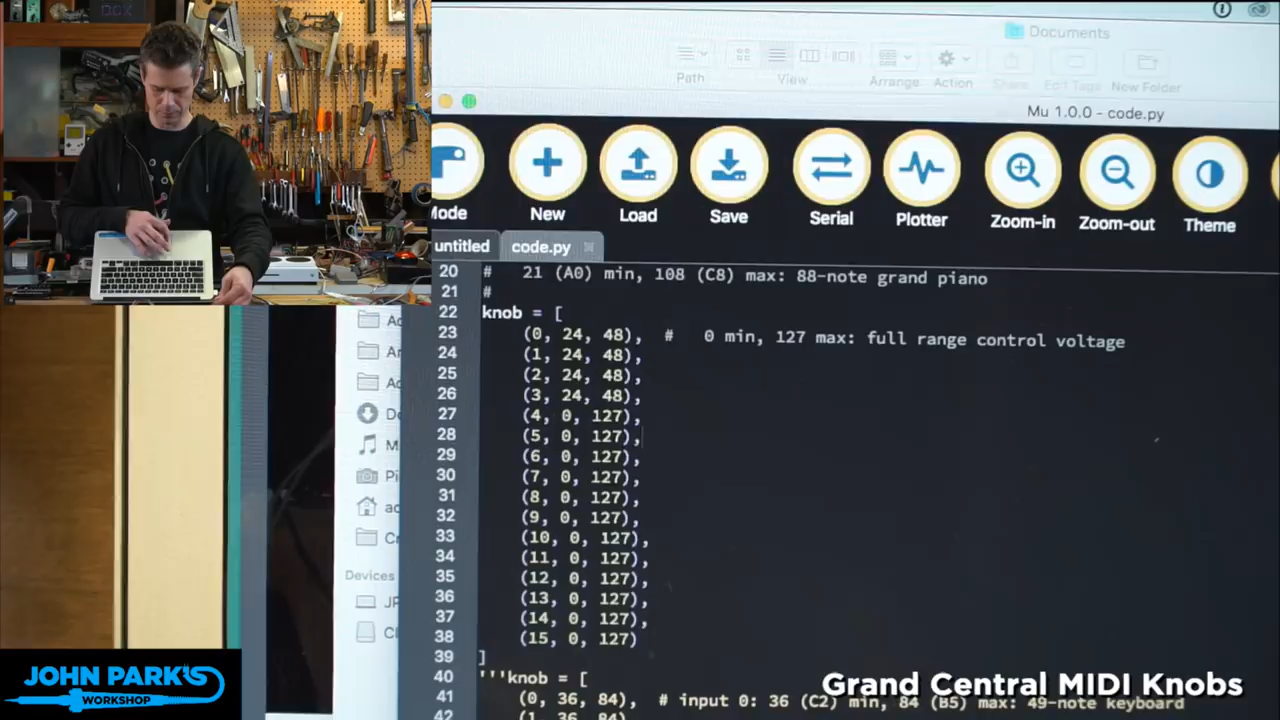 Documents
Path
View
Arrange
Action
Share
Edit Tags
New Folder
Mu 1.0.0 - code.py
Mode
New
Load
Save
Serial
Plotter
Zoom-in
Zoom-out
Theme
untitled
code.py
20 # 21 (A0) min, 108 (C8) max: 88-note grand piano
21 #
22 knob = [
23 (0, 24, 48), # 0 min, 127 max: full range control voltage
24 (1, 24, 48),
25 (2, 24, 48),
26 (3, 24, 48),
27 (4, 0, 127),
28 (5, 0, 127),
29 (6, 0, 127),
30 (7, 0, 127),
31 (8, 0, 127),
32 (9, 0, 127),
33 (10, 0, 127),
34 (11, 0, 127),
35 (12, 0, 127),
36 (13, 0, 127),
37 (14, 0, 127),
38 (15, 0, 127)
39 ]
40 '''knob = [
41 (0, 36, 84), # input 0: 36 (C2) min, 84 (B5) max: 49-note keyboard
42 (1, 36, 84)
Devices
JOHN PARK'S
WORKSHOP
Grand Central MIDI Knobs